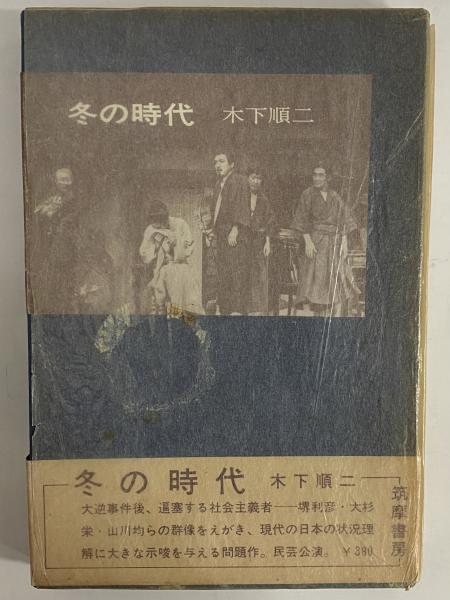 冬の時代 木下順二
冬の時代 木下順二
大逆事件後、逼塞する社会主義者――堺利彦・大杉
栄・山川均らの群像をえがき、現代の日本の状況理
解に大きな示唆を与える問題作。民芸公演。 ¥380
筑摩書房